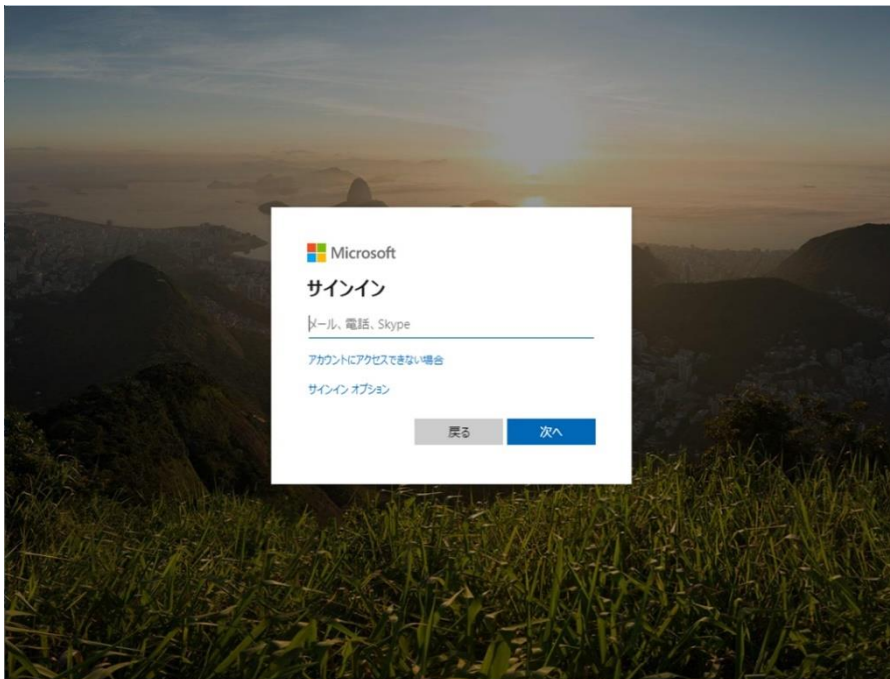 Microsoft
サインイン
メール、電話、Skype
アカウントにアクセスできない場合
サインイン オプション
戻る
次へ